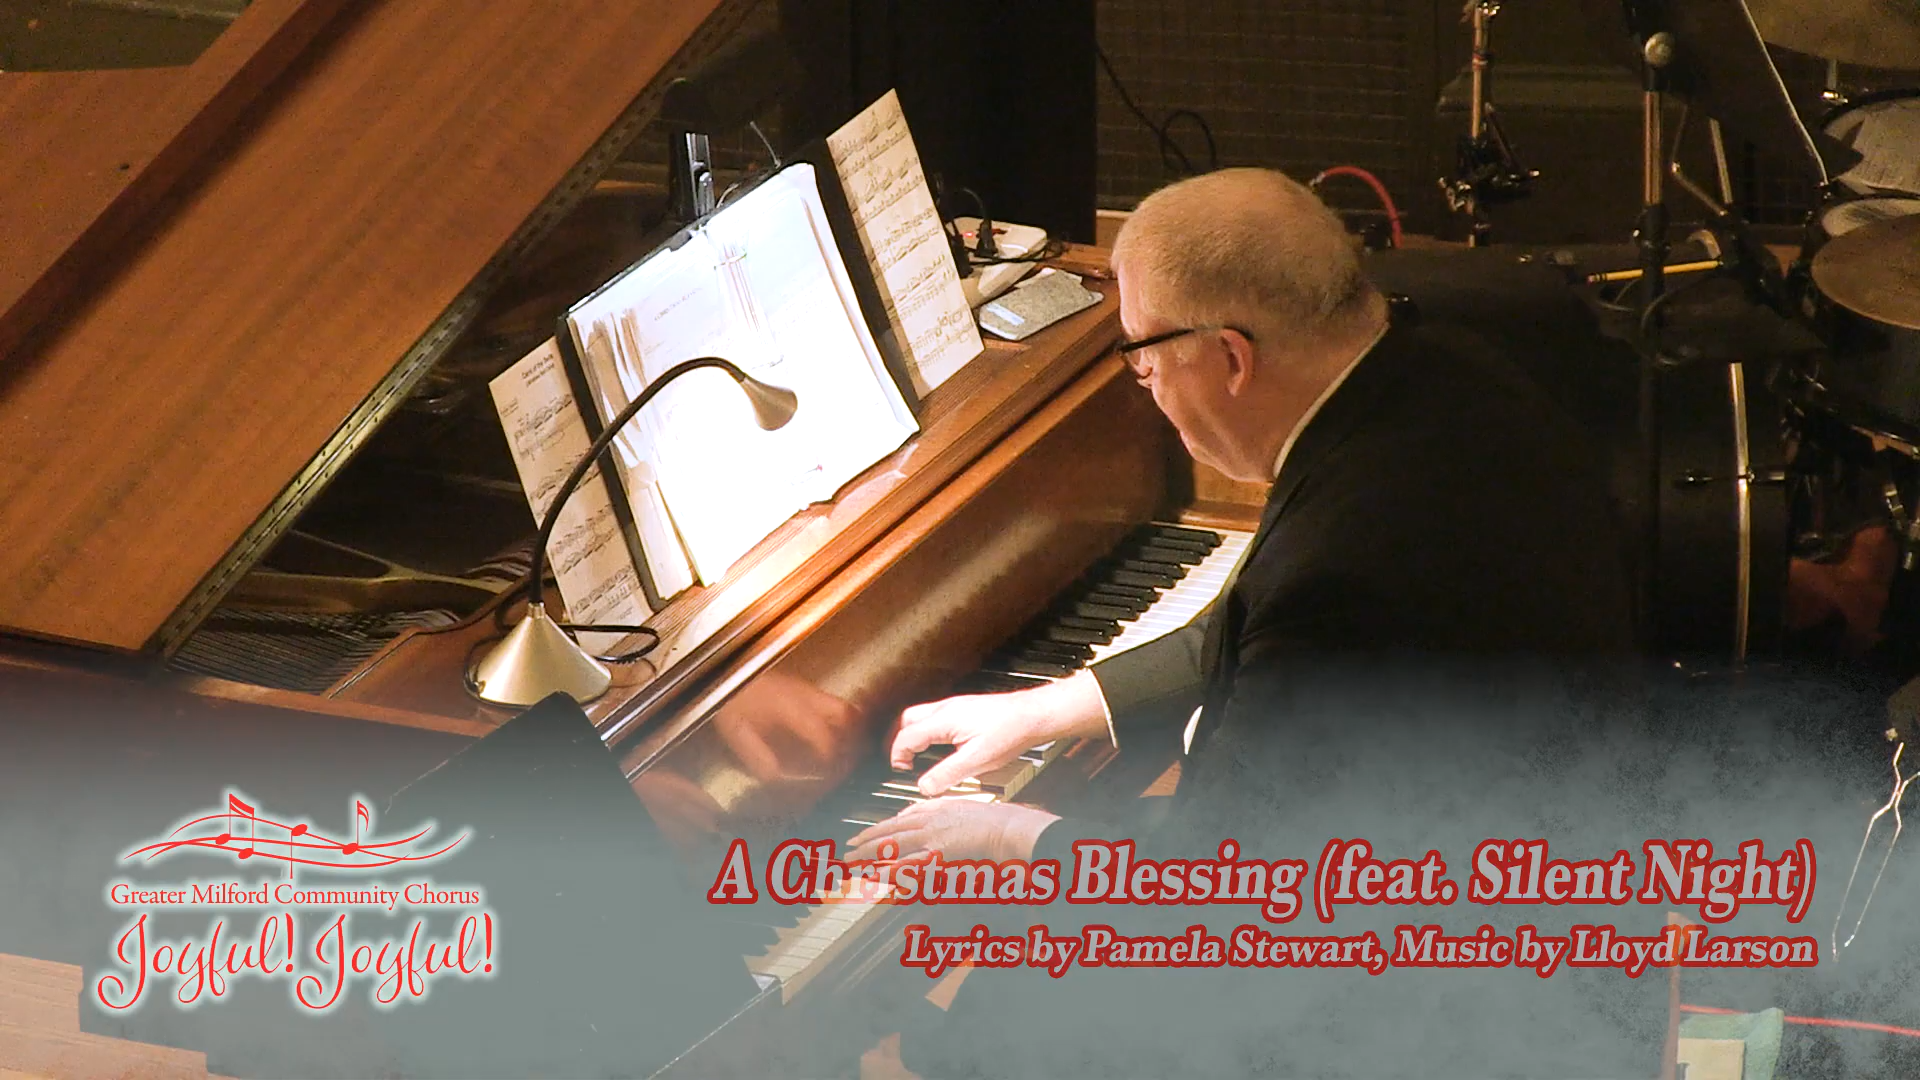 Greater Milford Community Chorus
Joyful! Joyful!
A Christmas Blessing (feat. Silent Night)
Lyrics by Pamela Stewart, Music by Lloyd Larson